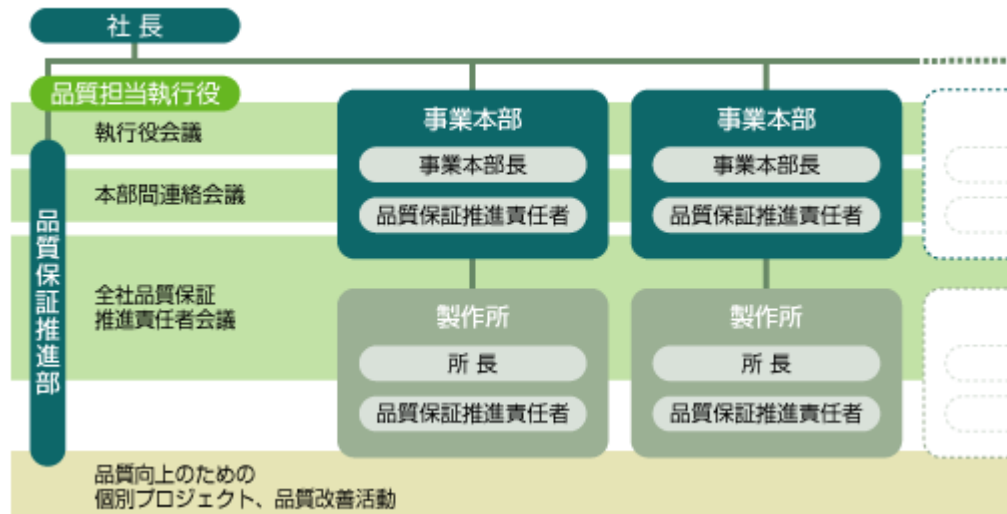 社長
品質担当執行役
執行役会議
本部間連絡会議
品質保証推進部
全社品質保証
推進責任者会議
事業本部
事業本部長
品質保証推進責任者
製作所
所長
品質保証推進責任者
事業本部
事業本部長
品質保証推進責任者
製作所
所長
品質保証推進責任者
品質向上のための
個別プロジェクト、品質改善活動